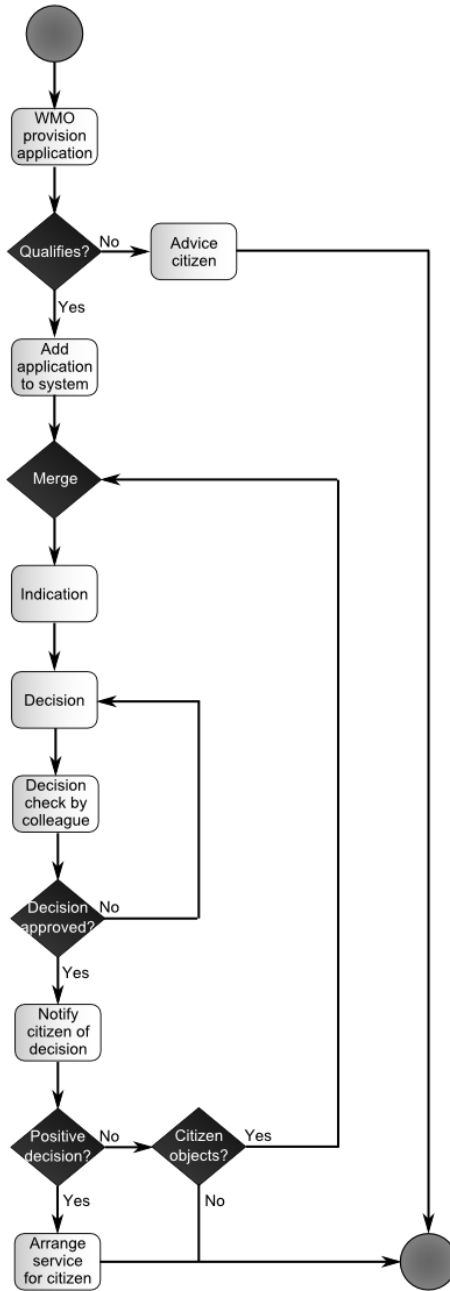 WMO
provision
application
Qualifies?
No
Advice
citizen
Yes
Add
application
to system
Merge
Indication
Decision
Decision
check by
colleague
Decision
approved?
No
Yes
Notify
citizen of
decision
Positive
decision?
No
Citizen
objects?
Yes
Yes
No
Arrange
service
for citizen